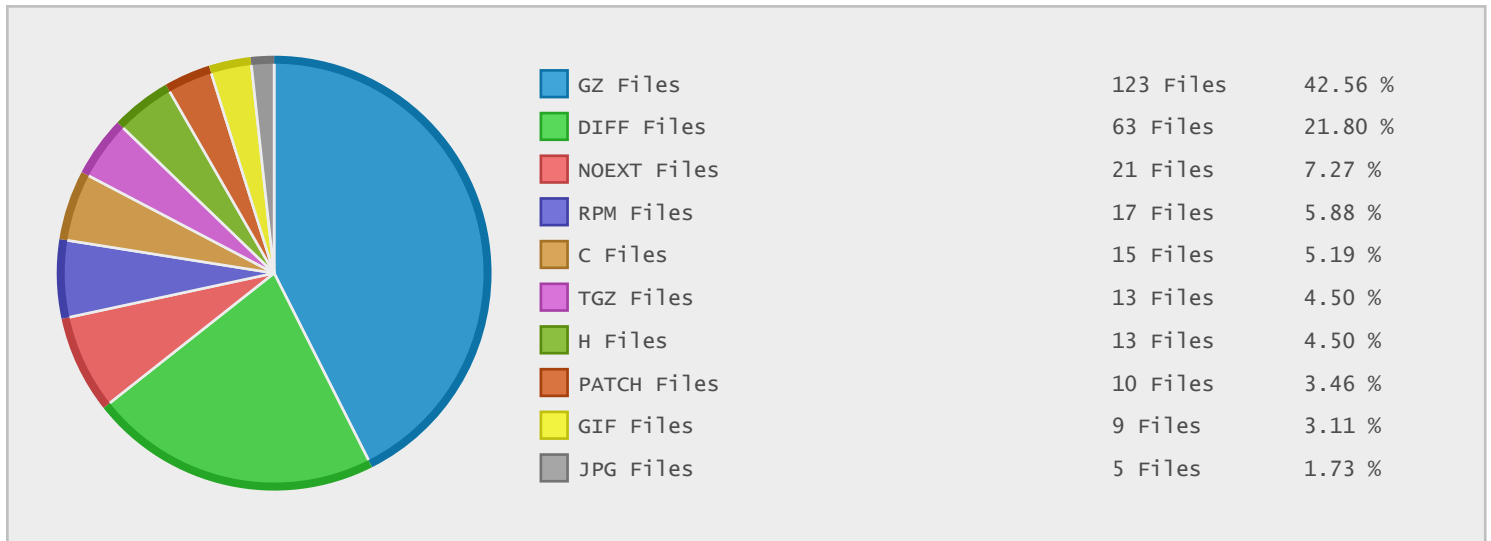 GZ Files 123 Files 42.56 %
DIFF Files 63 Files 21.80 %
NOEXT Files 21 Files 7.27 %
RPM Files 17 Files 5.88 %
C Files 15 Files 5.19 %
TGZ Files 13 Files 4.50 %
H Files 13 Files 4.50 %
PATCH Files 10 Files 3.46 %
GIF Files 9 Files 3.11 %
JPG Files 5 Files 1.73 %